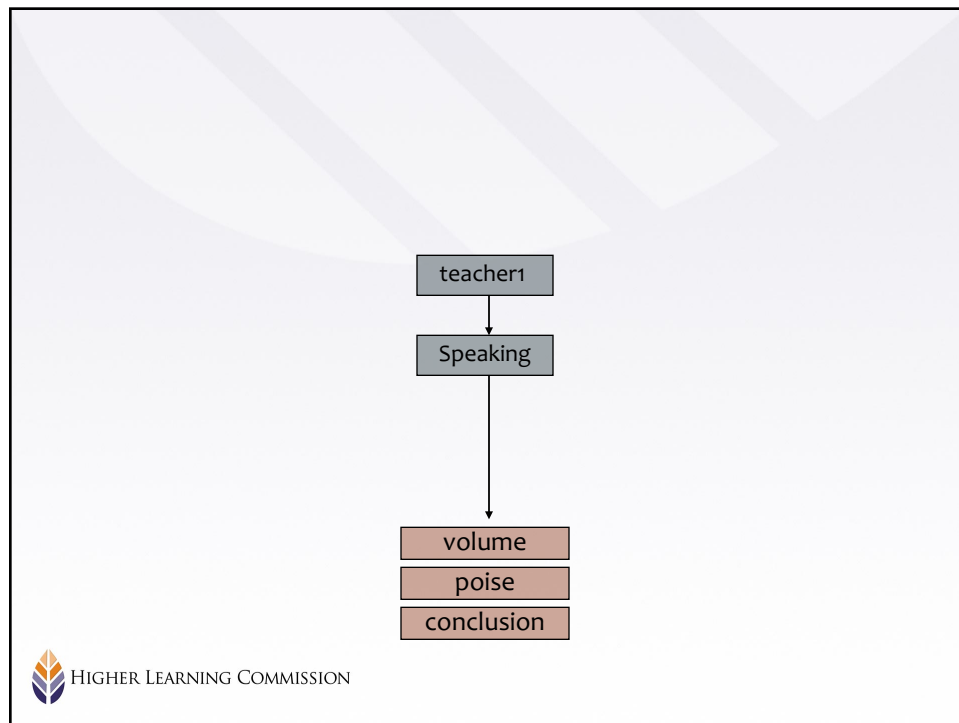 teacher1
Speaking
volume
poise
conclusion
HIGHER LEARNING COMMISSION